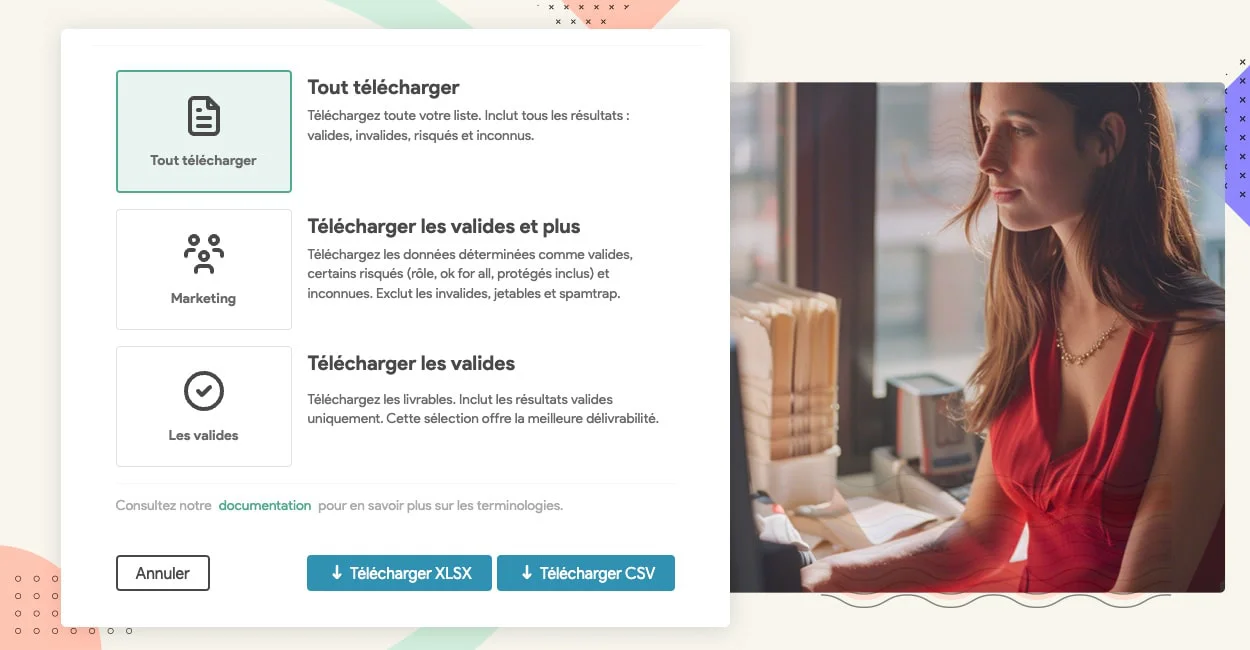 Tout télécharger
Téléchargez toute votre liste. Inclut tous les résultats :
valides, invalides, risqués et inconnus.
Tout télécharger
Télécharger les valides et plus
Téléchargez les données déterminées comme valides,
certains risqués (rôle, ok for all, protégés inclus) et
inconnues. Exclut les invalides, jetables et spamtrap.
Marketing
Télécharger les valides
Téléchargez les livrables. Inclut les résultats valides
uniquement. Cette sélection offre la meilleure délivrabilité.
Les valides
Consultez notre documentation pour en savoir plus sur les terminologies.
Annuler
Télécharger XLSX
Télécharger CSV